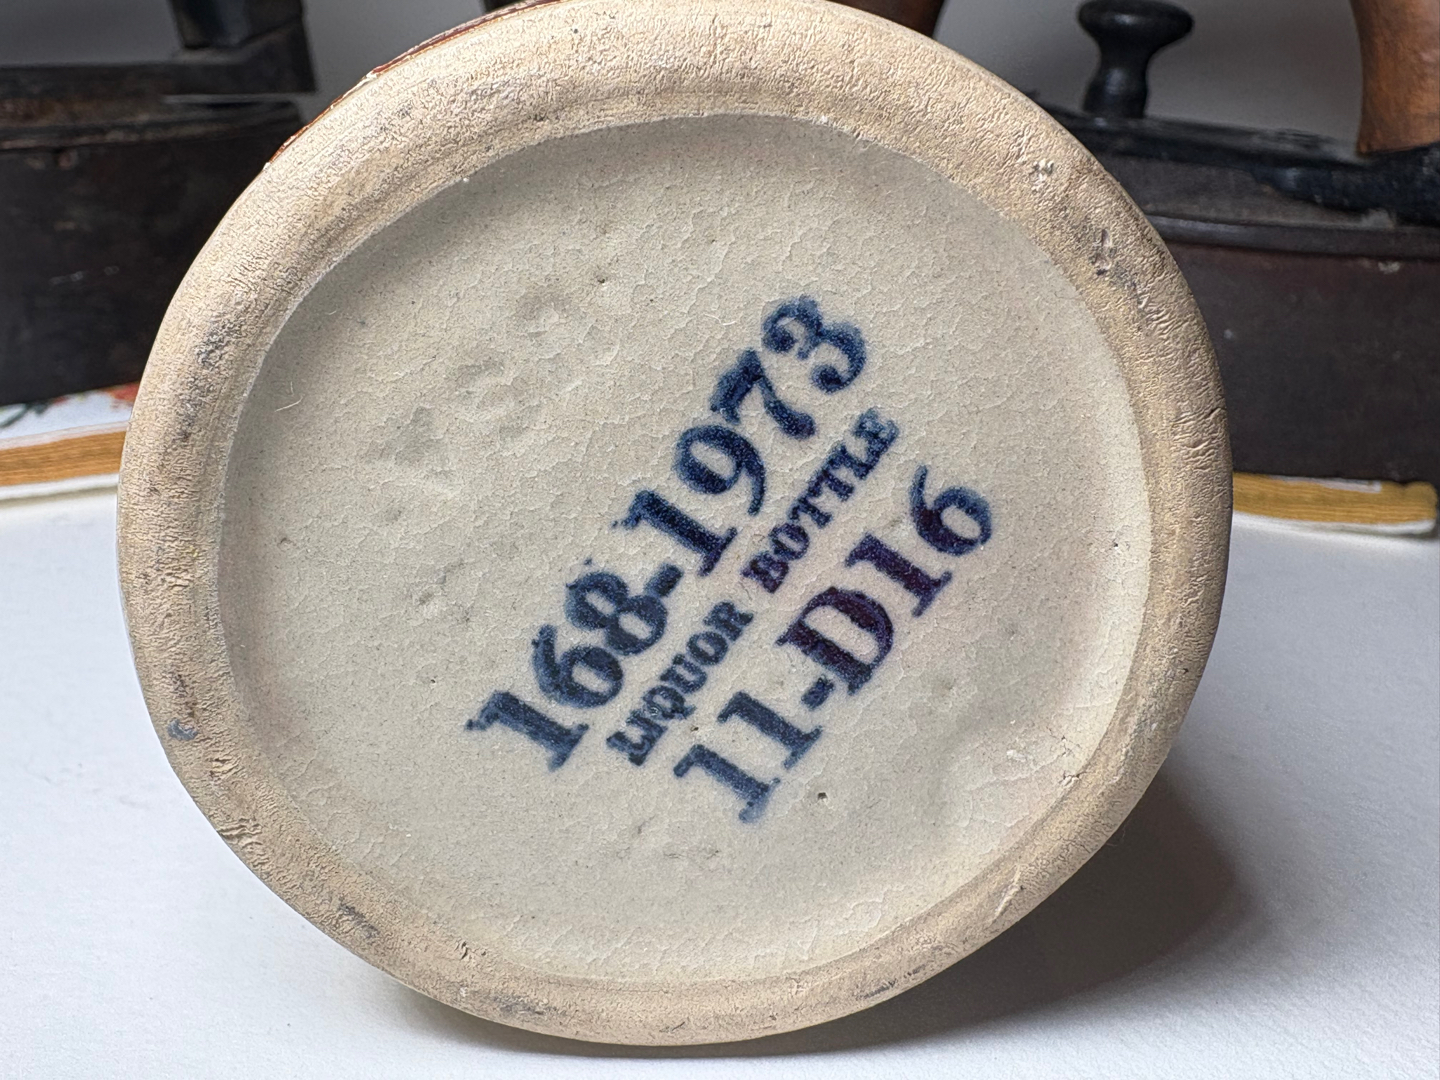 168-1973
LIQUOR BOTTLE
11-D16